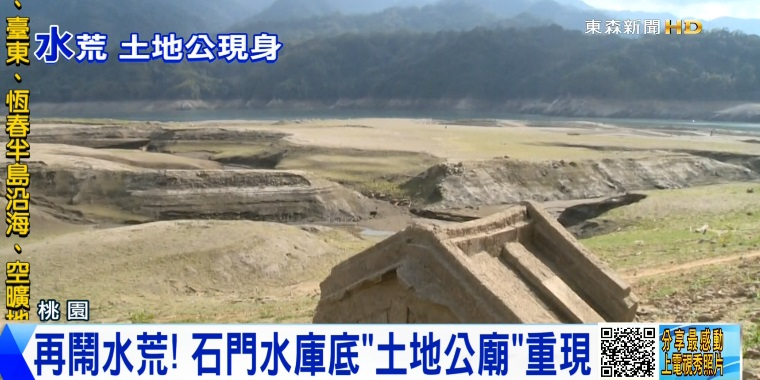 、臺東、恆春半島沿海、空曠地
水荒 土地公現身
東森新聞HD
桃園
再鬧水荒! 石門水庫底"土地公廟"重現
分享最感動
上電視秀照片